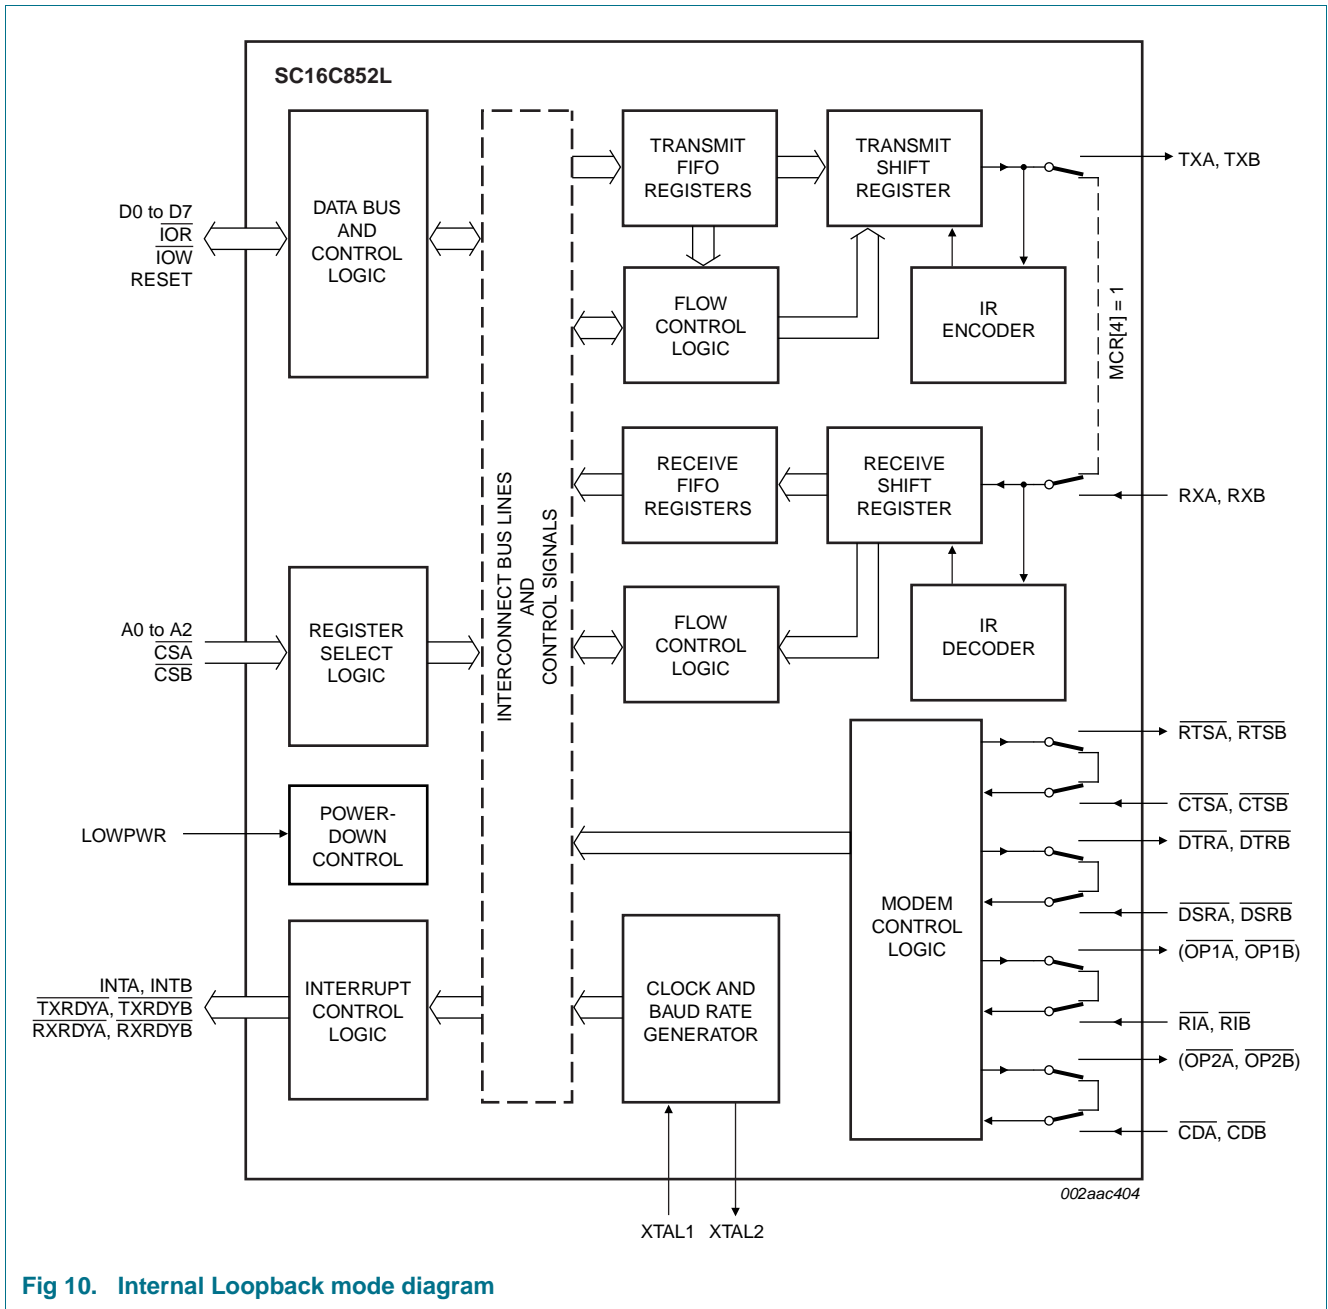 SC16C852L
D0 to D7
IOR
IOW
RESET
DATA BUS
AND
CONTROL
LOGIC
A0 to A2
CSA
CSB
REGISTER
SELECT
LOGIC
LOWPWR
POWER-
DOWN
CONTROL
INTA, INTB
TXRDYA, TXRDYB
RXRDYA, RXRDYB
INTERRUPT
CONTROL
LOGIC
INTERCONNECT BUS LINES
AND
CONTROL SIGNALS
TRANSMIT
FIFO
REGISTERS
TRANSMIT
SHIFT
REGISTER
FLOW
CONTROL
LOGIC
IR
ENCODER
TXA, TXB
MCR[4] = 1
RECEIVE
FIFO
REGISTERS
RECEIVE
SHIFT
REGISTER
RXA, RXB
FLOW
CONTROL
LOGIC
IR
DECODER
CLOCK AND
BAUD RATE
GENERATOR
XTAL1 XTAL2
MODEM
CONTROL
LOGIC
RTSA, RTSB
CTSA, CTSB
DTRA, DTRB
DSRA, DSRB
(OP1A, OP1B)
RIA, RIB
(OP2A, OP2B)
CDA, CDB
002aac404
Fig 10. Internal Loopback mode diagram